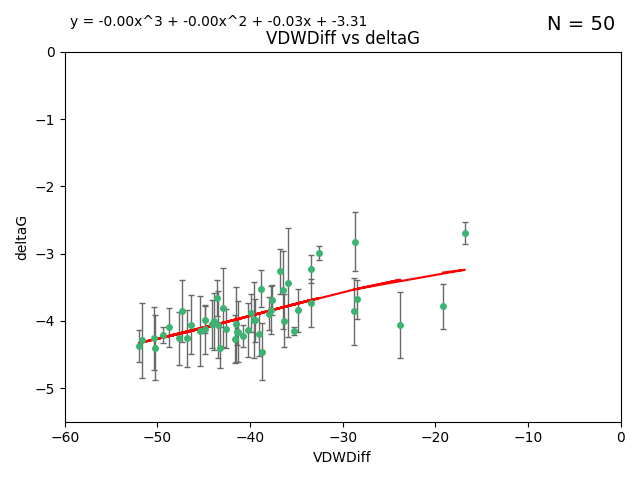 y = -0.00x^3 + -0.00x^2 + -0.03x + -3.31
N = 50
VDWDiff vs deltaG
deltaG
0
−1
−2
−3
−4
−5
−60
−50
−40
−30
−20
−10
0
VDWDiff